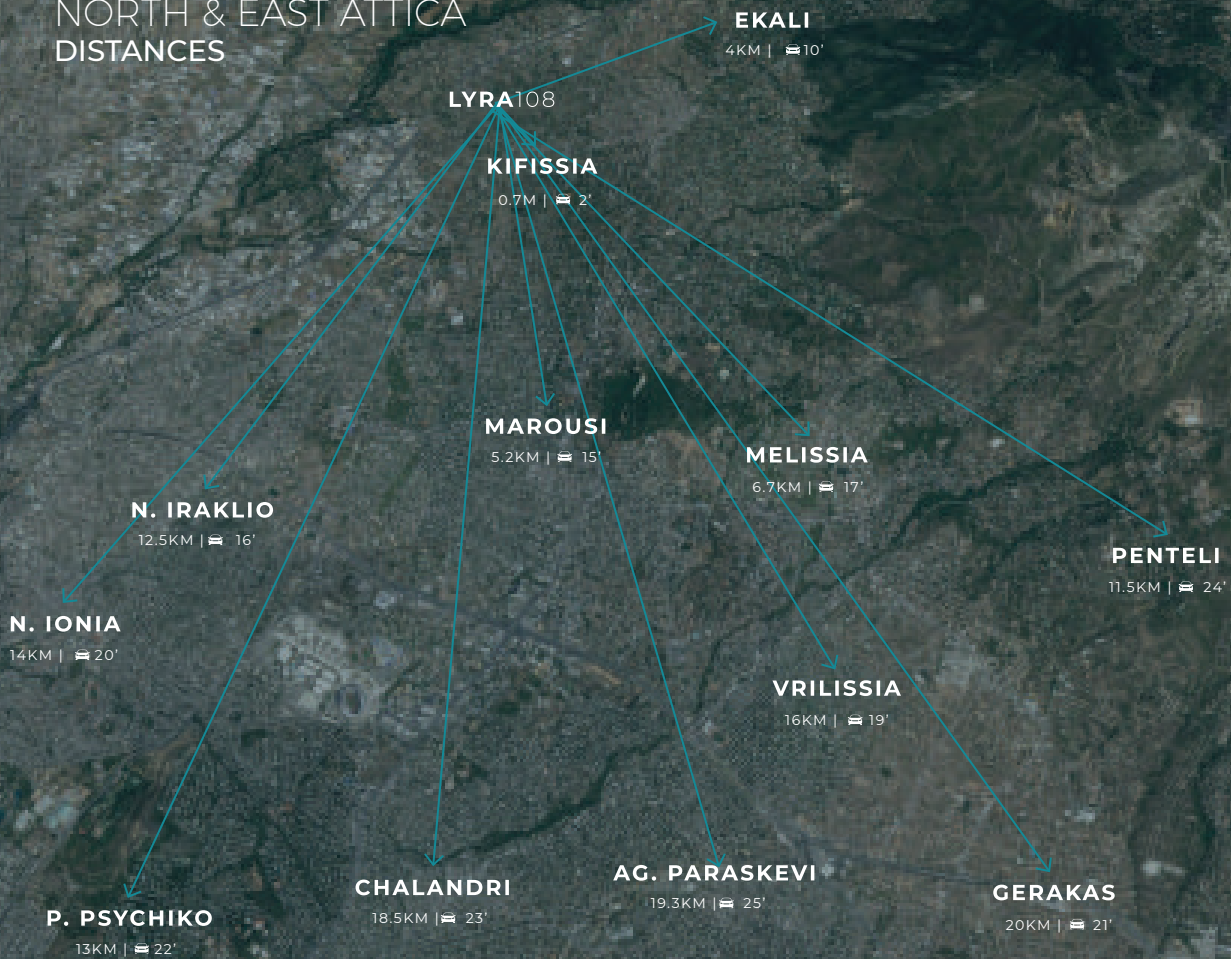 NORTH & EAST ATTICA
DISTANCES
EKALI
4KM | 10'
LYRA108
KIFISSIA
0.7M | 2'
MAROUSI
5.2KM | 15'
MELISSIA
6.7KM | 17'
N. IRAKLIO
12.5KM | 16'
PENTELI
11.5KM | 24'
N. IONIA
14KM | 20'
VRILISSIA
16KM | 19'
AG. PARASKEVI
19.3KM | 25'
CHALANDRI
18.5KM | 23'
GERAKAS
20KM | 21'
P. PSYCHIKO
13KM | 22'